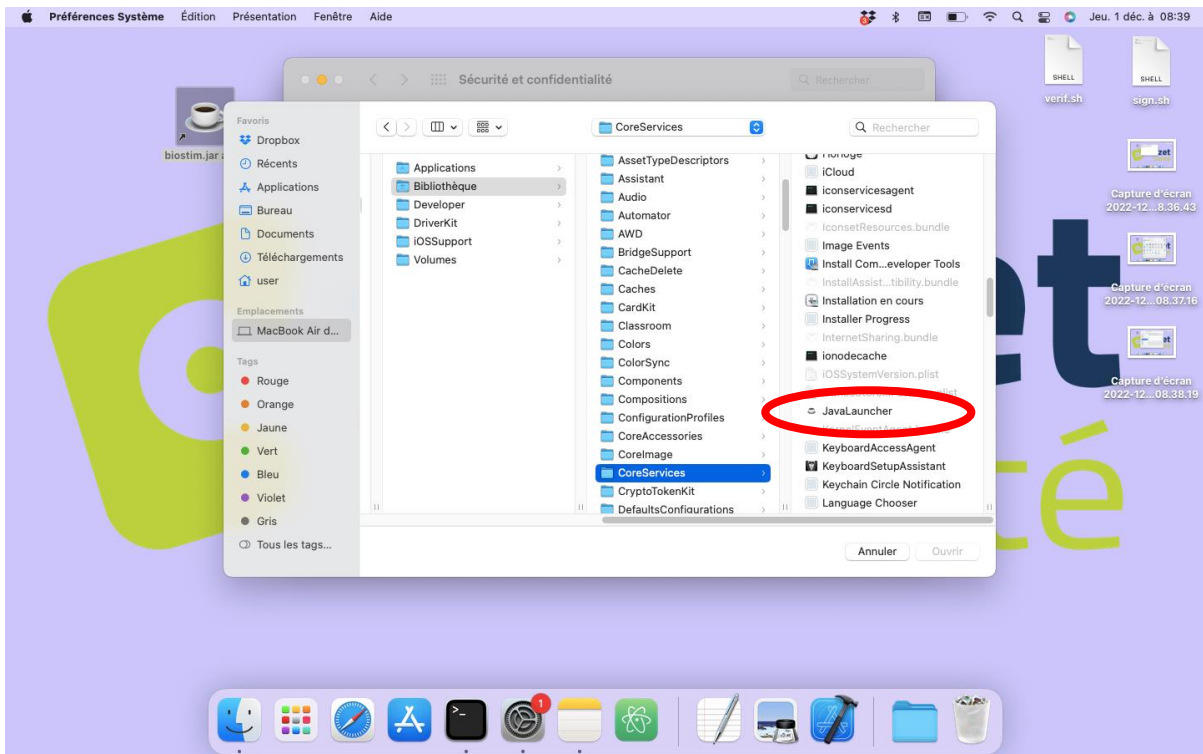 Préférences Système Édition Présentation Fenêtre Aide
3
Jeu. 1 déc. à 08:39
Sécurité et confidentialité
Rechercher
SHELL
verif.sh
SHELL
sign.sh
biostim.jar
Capture d'écran
2022-12...8.36.43
Capture d'écran
2022-12...08.37.16
Capture d'écran
2022-12...08.38.19
Favoris
Dropbox
Récents
Applications
Bureau
Documents
Téléchargements
user
Emplacements
MacBook Air d...
Tags
Rouge
Orange
Jaune
Vert
Bleu
Violet
Gris
Tous les tags...
CoreServices
Rechercher
Applications
Bibliothèque
Developer
DriverKit
iOSSupport
Volumes
AssetTypeDescriptors
Assistant
Audio
Automator
AWD
BridgeSupport
CacheDelete
Caches
CardKit
Classroom
Colors
ColorSync
Components
Compositions
ConfigurationProfiles
CoreAccessories
CoreImage
CoreServices
CryptoTokenKit
DefaultsConfigurations
Horloge
iCloud
iconservicesagent
iconservicesd
IconsetResources.bundle
Image Events
Install Com...eveloper Tools
InstallAssist...tibility.bundle
Installation en cours
Installer Progress
InternetSharing.bundle
ionodecache
iOSSystemVersion.plist
JavaLauncher
KeyboardAccessAgent
KeyboardSetupAssistant
Keychain Circle Notification
Language Chooser
Annuler
Ouvrir
et
é
1